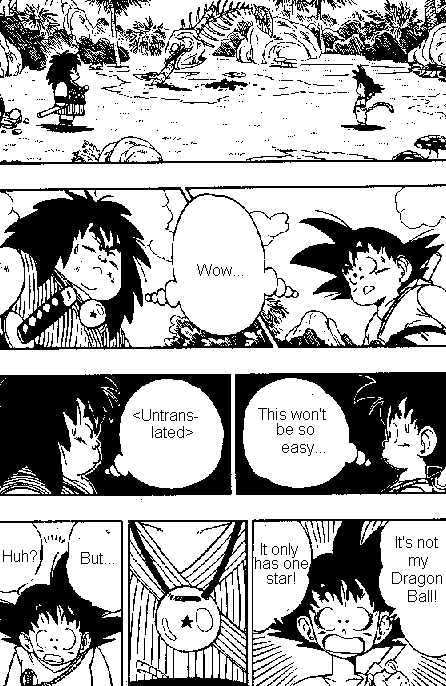 Wow...
<Untrans-
lated>
This won't
be so
easy...
Huh?!
But...
It only
has one
star!
It's not
my
Dragon
Ball!